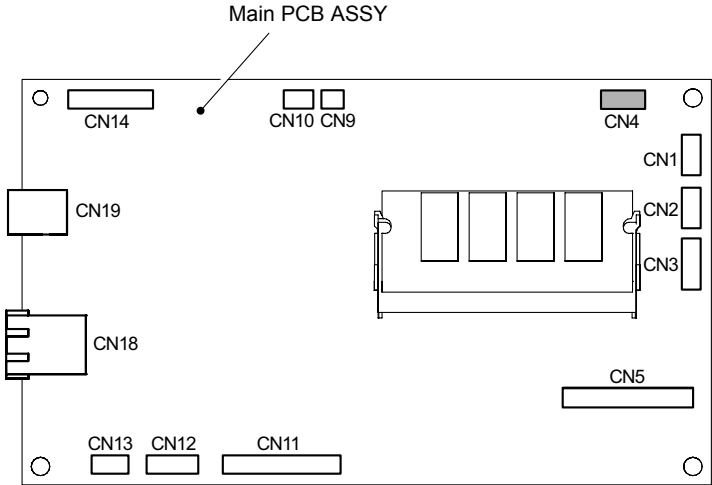 Main PCB ASSY
CN14
CN10
CN9
CN4
CN1
CN19
CN2
CN3
CN18
CN5
CN13
CN12
CN11